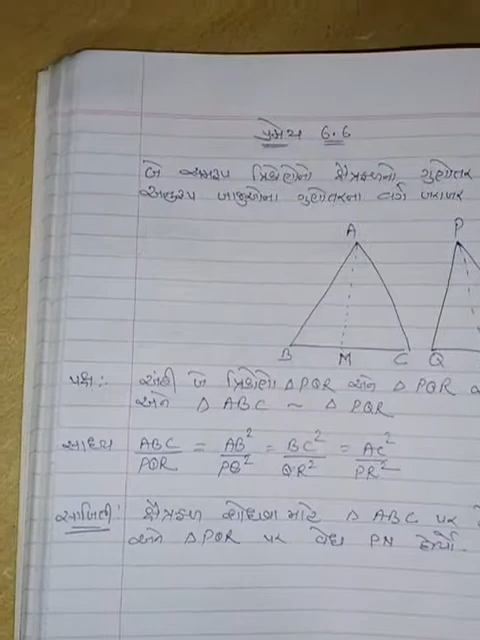 પ્રમેય 6.6
બે સમરૂપ ત્રિકોણોનો ક્ષેત્રફળનો ગુણોતર
અનુરૂપ બાજુઓના ગુણોતરના વર્ગ બરાબર
A P
B M C Q
પક્ષ:- અહીં બે ત્રિકોણો △PQR અને △PQR
અને △ABC ~ △PQR
સાધ્ય ABC/PQR = AB²/PQ² = BC²/QR² = AC²/PR²
સાબિતી: ક્ષેત્રફળ શોધવા માટે △ABC પર
અને △PQR પર વેધ PN દોર્યો.